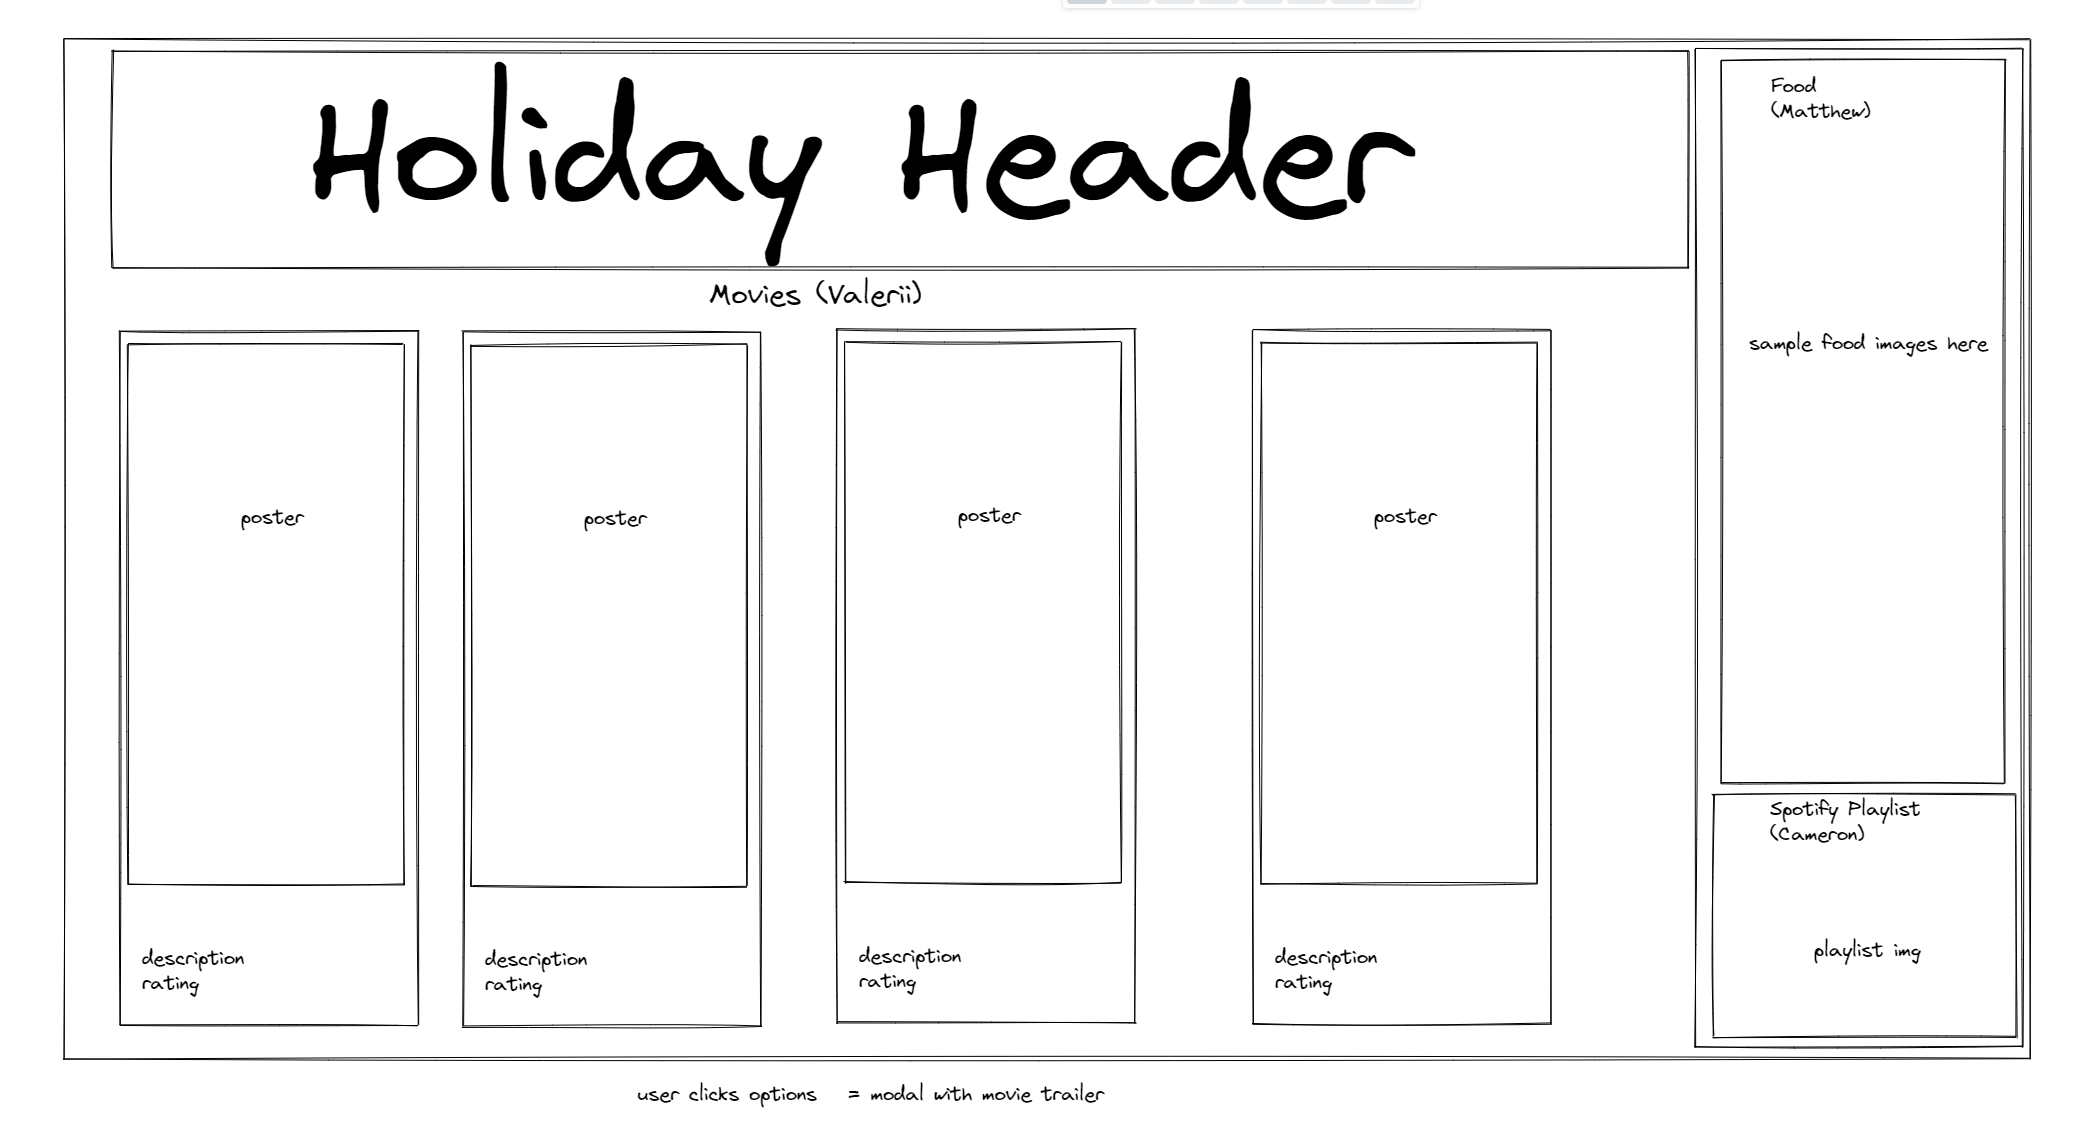 Holiday Header
Movies (Valerii)
poster
description
rating
poster
description
rating
poster
description
rating
poster
description
rating
Food
(Matthew)
sample food images here
Spotify Playlist
(Cameron)
playlist img
user clicks options = modal with movie trailer